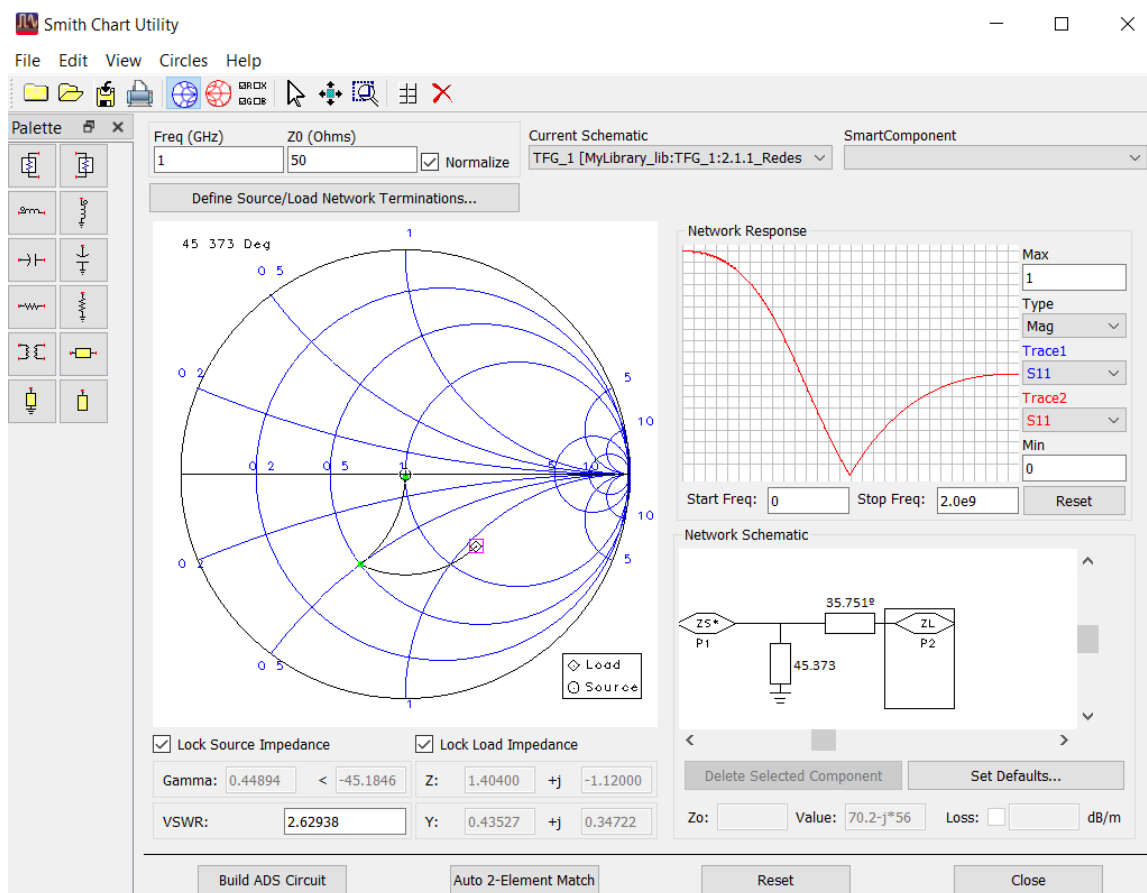 Smith Chart Utility
File Edit View Circles Help
Palette
Freq (GHz) Z0 (Ohms)
1 50 Normalize
Current Schematic
TFG_1 [MyLibrary_lib:TFG_1:2.1.1_Redes
SmartComponent
Define Source/Load Network Terminations...
45 373 Deg
1
0 5
0 2
5
10
0 2 0 5 1 5 10
10
5
0 2
0 5
1
Load
Source
Network Response
Max
1
Type
Mag
Trace1
S11
Trace2
S11
Min
0
Start Freq: 0 Stop Freq: 2.0e9 Reset
Network Schematic
35.751º
ZS*
P1
ZL
P2
45.373
Lock Source Impedance Lock Load Impedance
Gamma: 0.44894 < -45.1846 Z: 1.40400 +j -1.12000
VSWR: 2.62938 Y: 0.43527 +j 0.34722
Delete Selected Component Set Defaults...
Zo: Value: 70.2-j*56 Loss: dB/m
Build ADS Circuit Auto 2-Element Match Reset Close